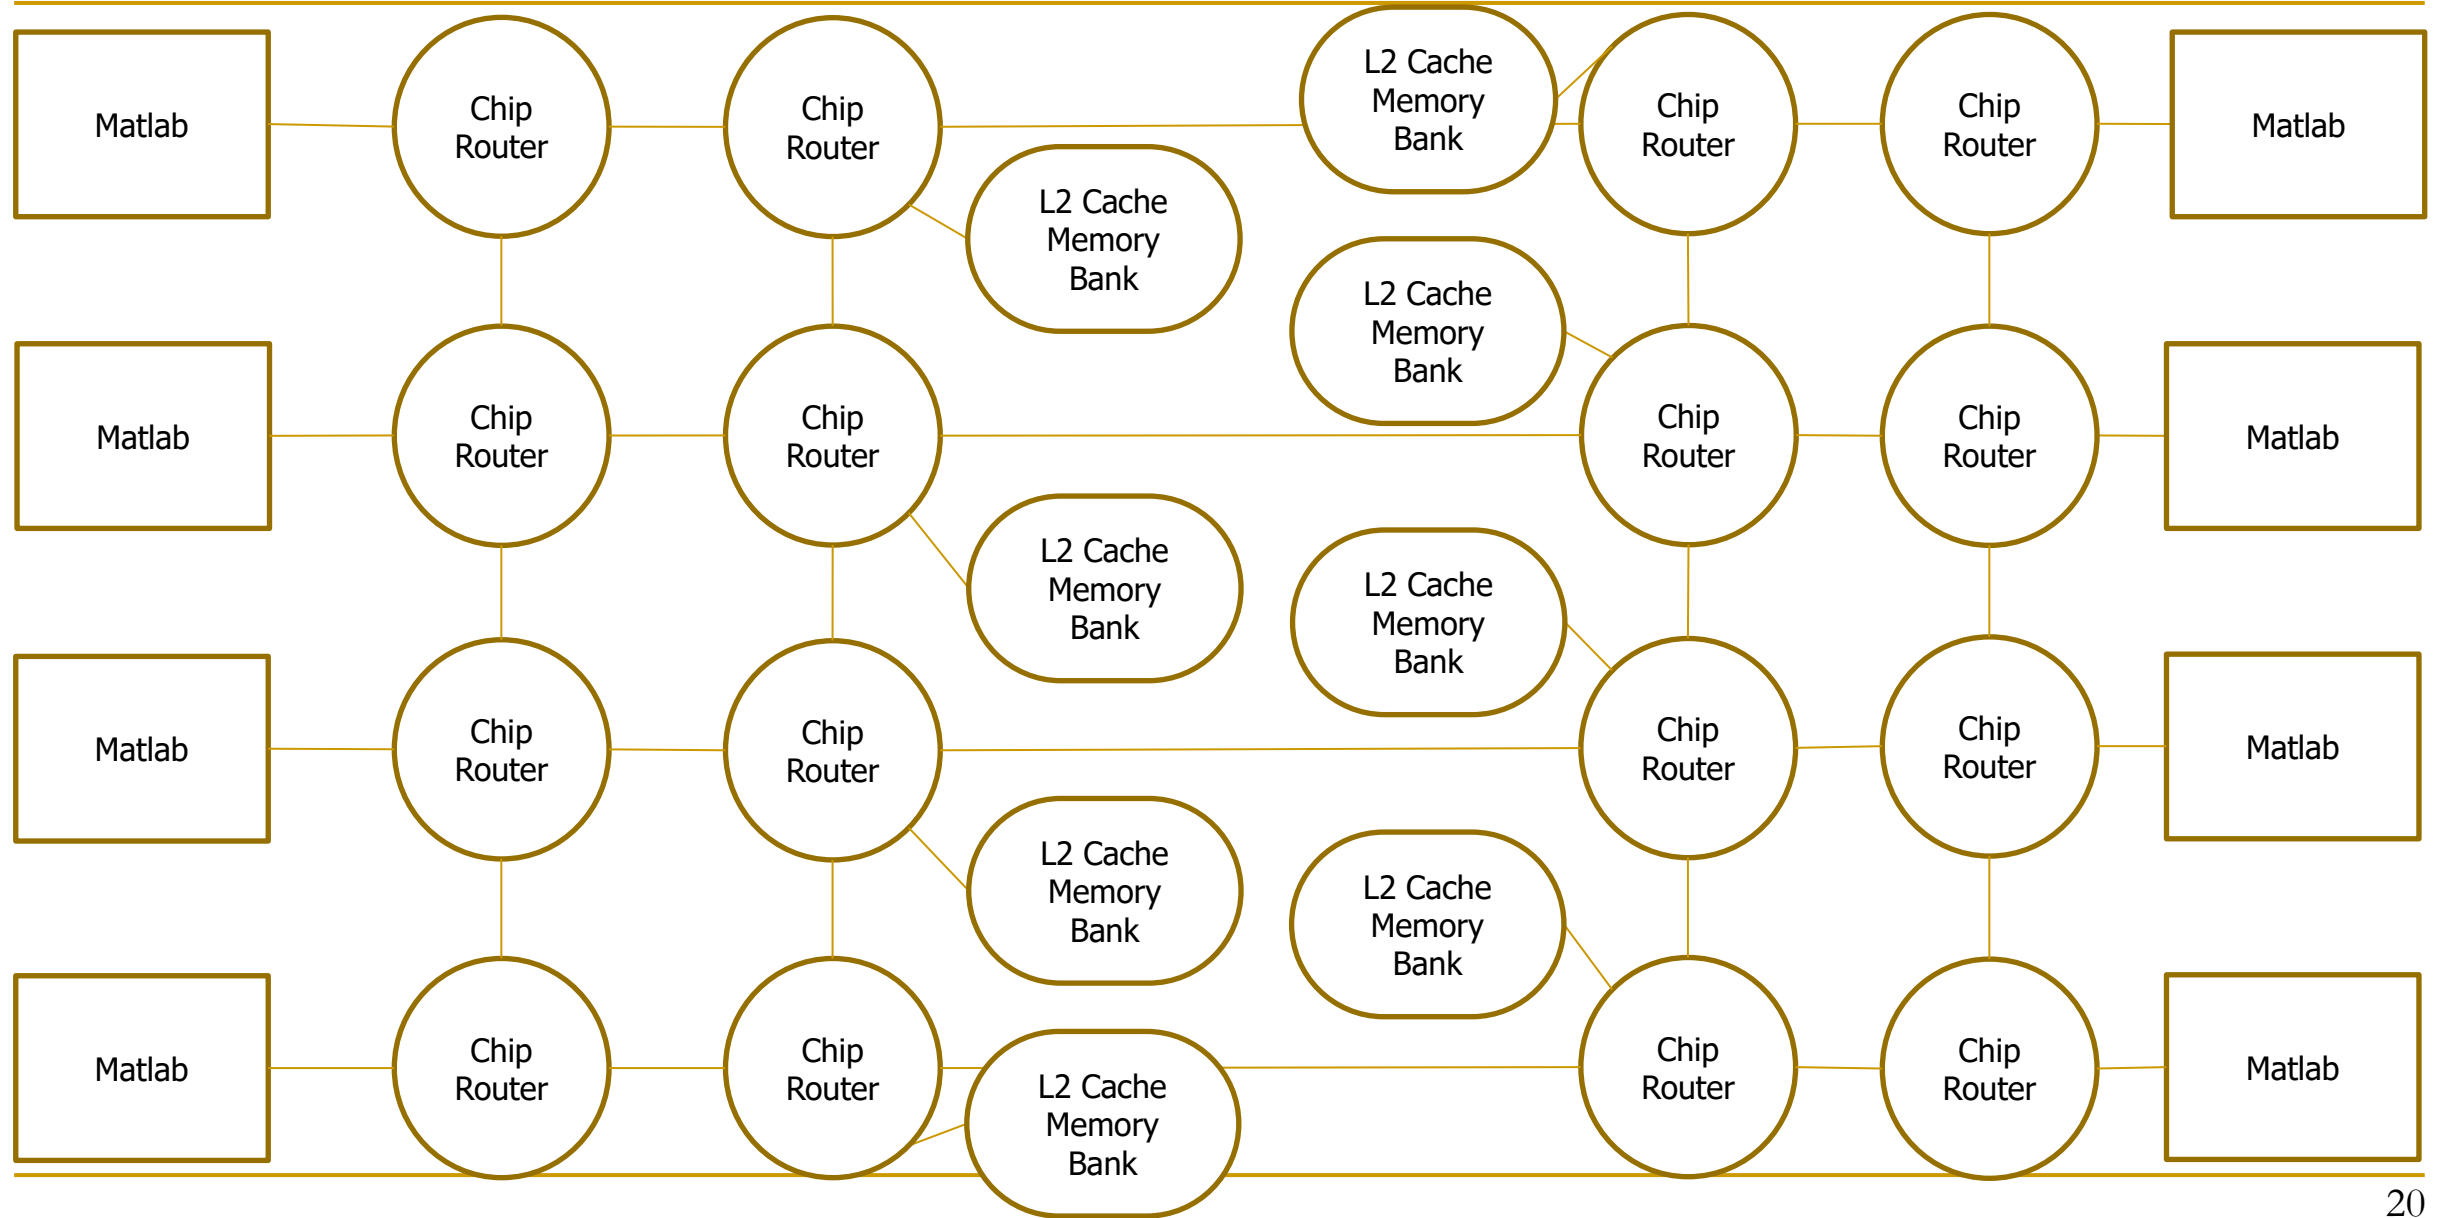 Matlab
Chip
Router
Chip
Router
L2 Cache
Memory
Bank
Chip
Router
Chip
Router
Matlab
L2 Cache
Memory
Bank
L2 Cache
Memory
Bank
Matlab
Chip
Router
Chip
Router
Chip
Router
Chip
Router
Matlab
L2 Cache
Memory
Bank
L2 Cache
Memory
Bank
Matlab
Chip
Router
Chip
Router
Chip
Router
Chip
Router
Matlab
L2 Cache
Memory
Bank
L2 Cache
Memory
Bank
Matlab
Chip
Router
Chip
Router
L2 Cache
Memory
Bank
Chip
Router
Chip
Router
Matlab
20